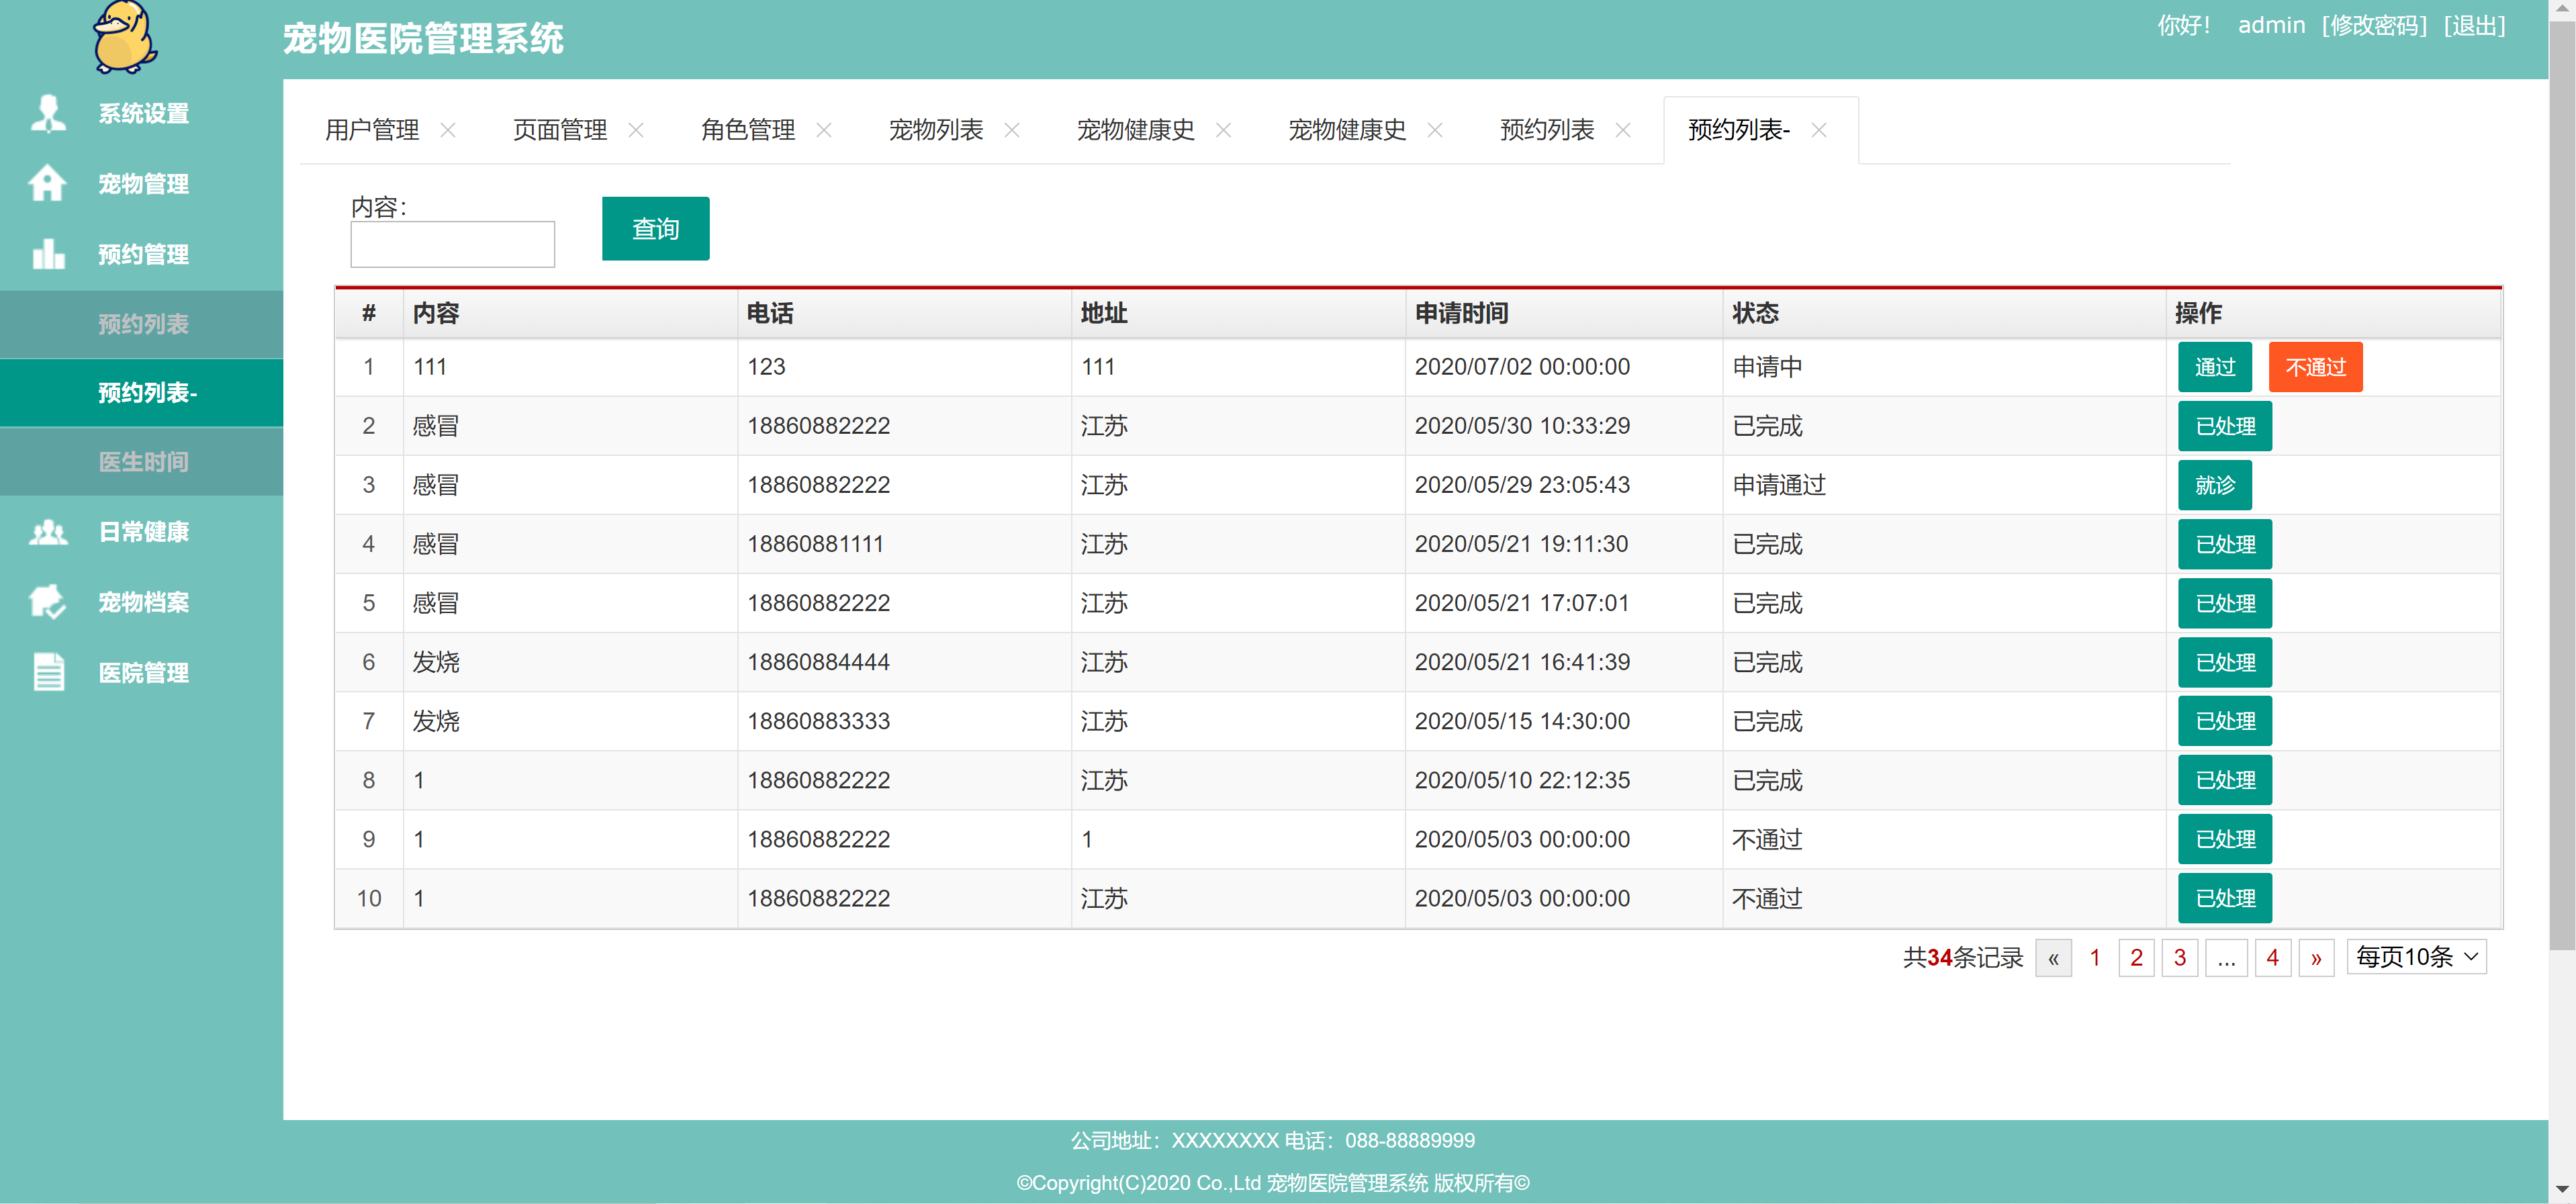 宠物医院管理系统
你好！ admin [修改密码] [退出]
系统设置
宠物管理
预约管理
预约列表
预约列表-
医生时间
日常健康
宠物档案
医院管理
用户管理 页面管理 角色管理 宠物列表 宠物健康史 宠物健康史 预约列表 预约列表-
内容：
查询
# 内容 电话 地址 申请时间 状态 操作
1 111 123 111 2020/07/02 00:00:00 申请中 通过 不通过
2 感冒 18860882222 江苏 2020/05/30 10:33:29 已完成 已处理
3 感冒 18860882222 江苏 2020/05/29 23:05:43 申请通过 就诊
4 感冒 18860881111 江苏 2020/05/21 19:11:30 已完成 已处理
5 感冒 18860882222 江苏 2020/05/21 17:07:01 已完成 已处理
6 发烧 18860884444 江苏 2020/05/21 16:41:39 已完成 已处理
7 发烧 18860883333 江苏 2020/05/15 14:30:00 已完成 已处理
8 1 18860882222 江苏 2020/05/10 22:12:35 已完成 已处理
9 1 18860882222 1 2020/05/03 00:00:00 不通过 已处理
10 1 18860882222 江苏 2020/05/03 00:00:00 不通过 已处理
共34条记录 « 1 2 3 ... 4 » 每页10条
公司地址：XXXXXXXX 电话：088-88889999
©Copyright(C)2020 Co.,Ltd 宠物医院管理系统 版权所有©